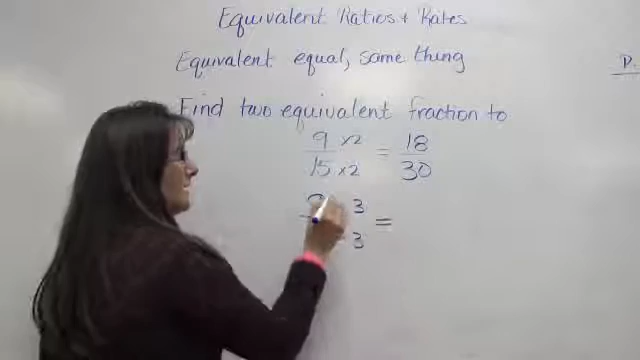 Equivalent Ratios + Rates
Equivalent equal, same thing
Find two equivalent fraction to
9 x2 = 18
15 x2 30
3
3 =